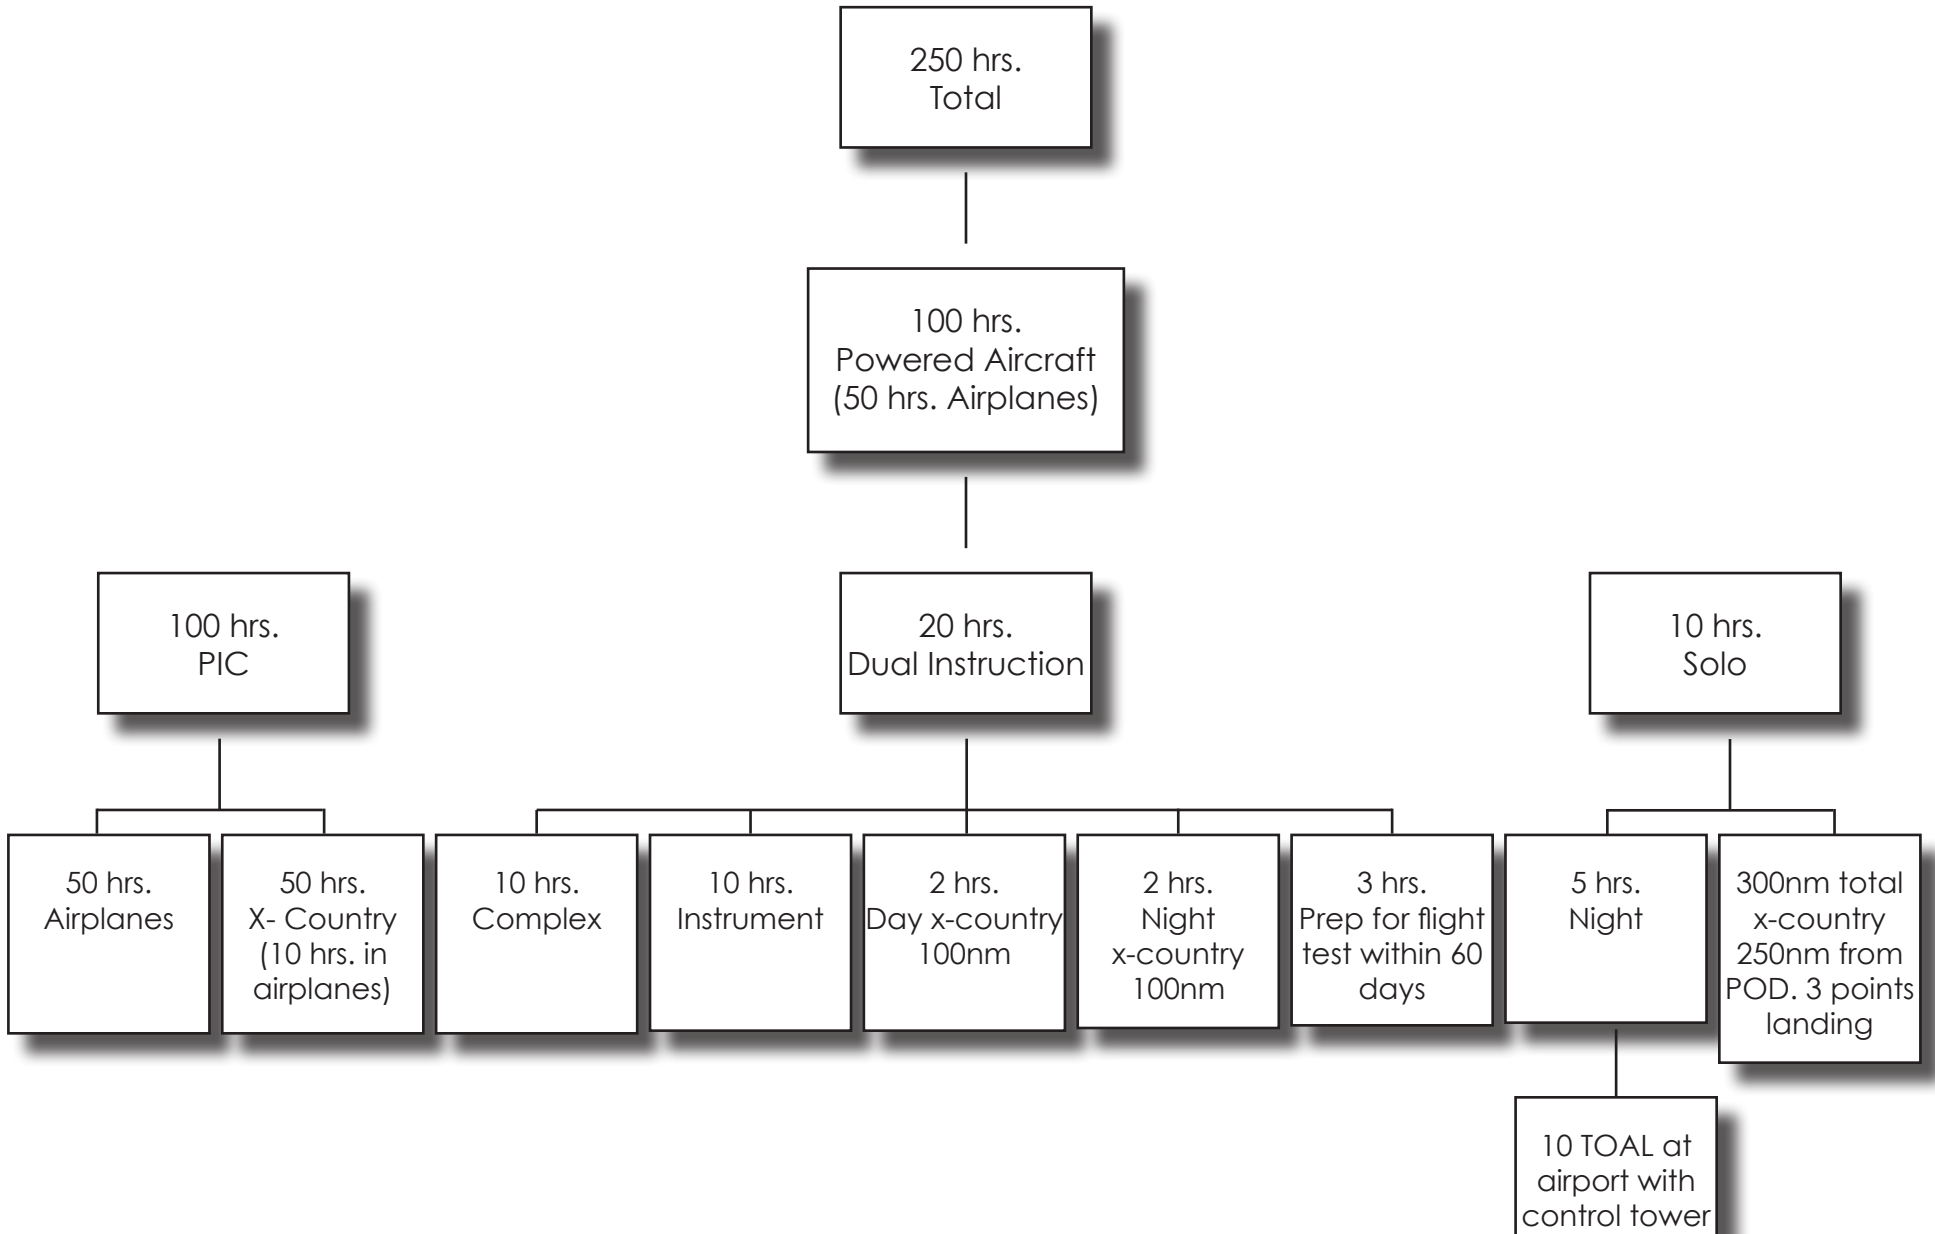 250 hrs.
Total
100 hrs.
Powered Aircraft
(50 hrs. Airplanes)
100 hrs.
PIC
20 hrs.
Dual Instruction
10 hrs.
Solo
50 hrs.
Airplanes
50 hrs.
X- Country
(10 hrs. in
airplanes)
10 hrs.
Complex
10 hrs.
Instrument
2 hrs.
Day x-country
100nm
2 hrs.
Night
x-country
100nm
3 hrs.
Prep for flight
test within 60
days
5 hrs.
Night
300nm total
x-country
250nm from
POD. 3 points
landing
10 TOAL at
airport with
control tower